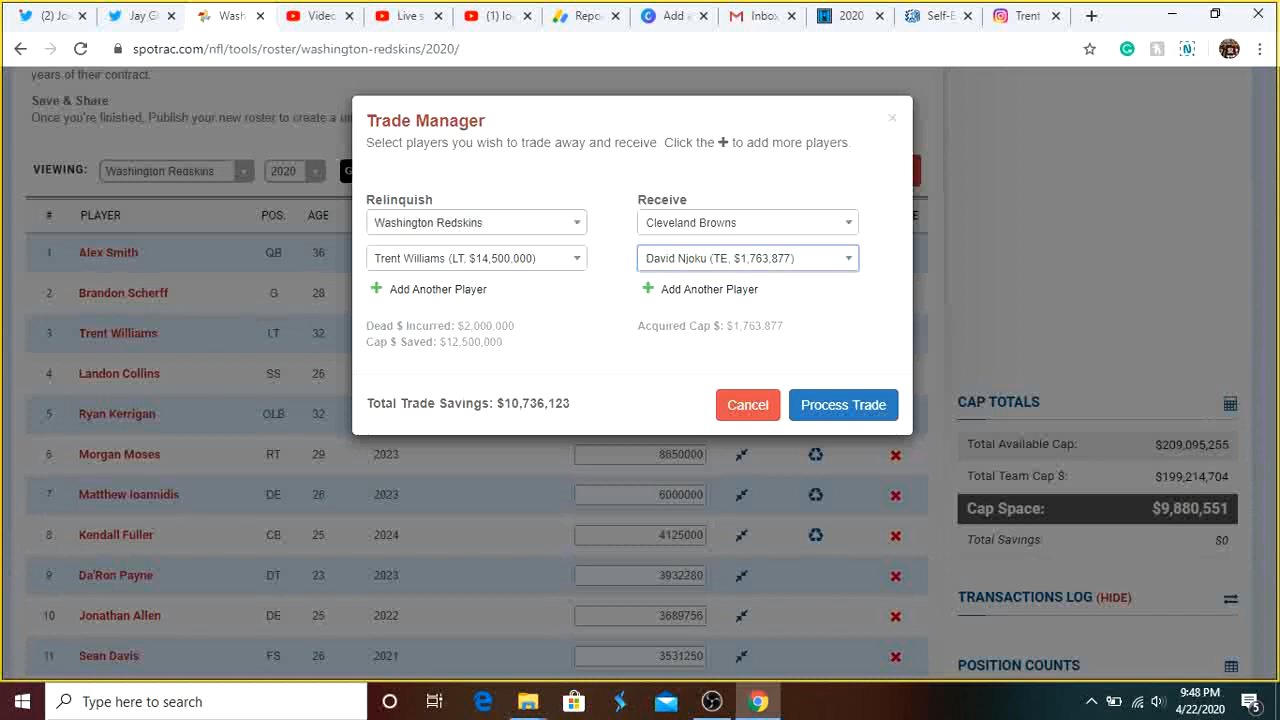 (2) Jo
Jay Gl
Wash
Video
Live s
(1) lo
Repo
Add a
Inbox
2020
Self-E
Trent
spotrac.com/nfl/tools/roster/washington-redskins/2020/
years of their contract.
Save & Share
Once you're finished, Publish your new roster to create a
VIEWING: Washington Redskins 2020 G
# PLAYER POS. AGE E
1 Alex Smith QB 36
2 Brandon Scherff G 28
3 Trent Williams LT 32
4 Landon Collins SS 26
5 Ryan Kerrigan OLB 32
6 Morgan Moses RT 29 2023 8650000
7 Matthew Ioannidis DE 26 2023 6000000
8 Kendall Fuller CB 25 2024 4125000
9 Da'Ron Payne DT 23 2023 3932280
10 Jonathan Allen DE 25 2022 3689756
11 Sean Davis FS 26 2021 3531250
Trade Manager ×
Select players you wish to trade away and receive. Click the + to add more players.
Relinquish Receive
Washington Redskins Cleveland Browns
Trent Williams (LT, $14,500,000) David Njoku (TE, $1,763,877)
+ Add Another Player + Add Another Player
Dead $ Incurred: $2,000,000 Acquired Cap $: $1,763,877
Cap $ Saved: $12,500,000
Total Trade Savings: $10,736,123 Cancel Process Trade
CAP TOTALS
Total Available Cap: $209,095,255
Total Team Cap $: $199,214,704
Cap Space: $9,880,551
Total Savings: $0
TRANSACTIONS LOG (HIDE)
POSITION COUNTS
Type here to search
9:48 PM
4/22/2020
5